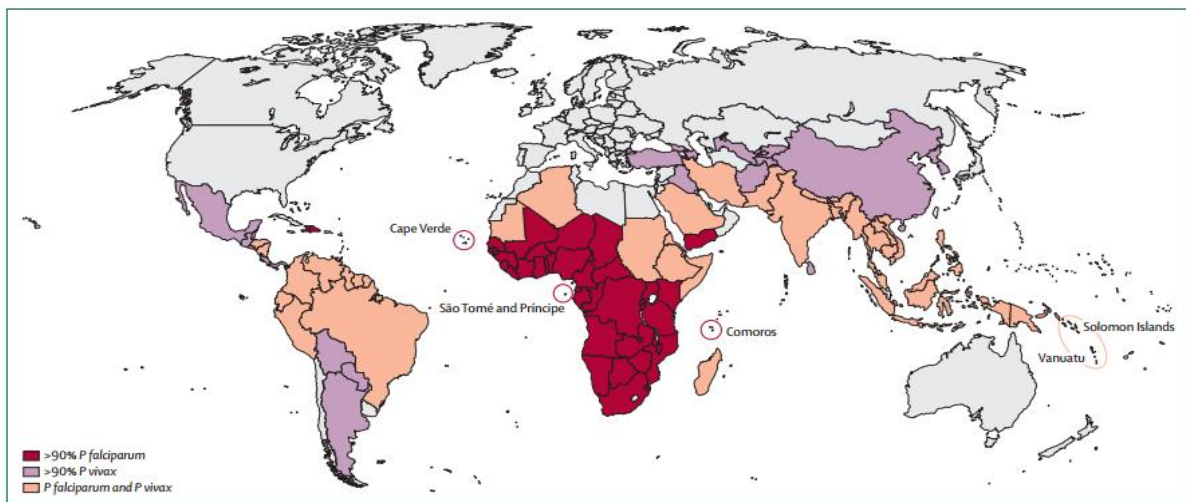 Cape Verde
São Tomé and Príncipe
Comoros
Solomon Islands
Vanuatu
>90% P falciparum
>90% P vivax
P falciparum and P vivax